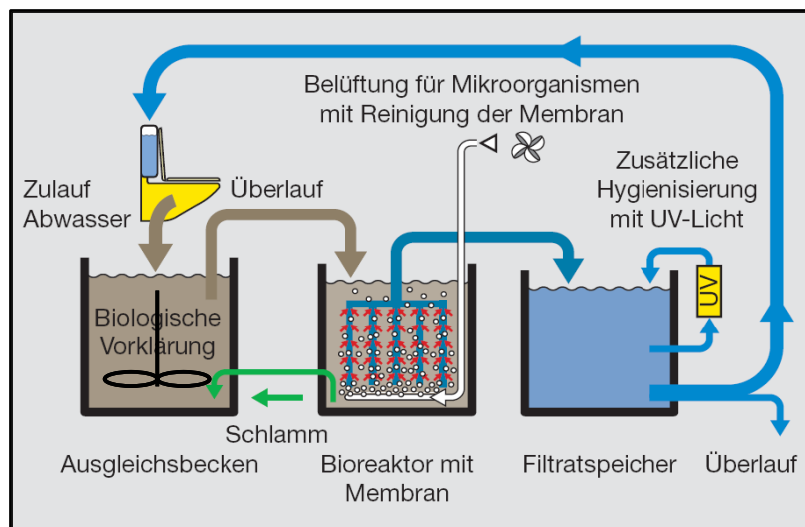 Belüftung für Mikroorganismen
mit Reinigung der Membran
Zulauf
Abwasser
Überlauf
Zusätzliche
Hygienisierung
mit UV-Licht
UV
Biologische
Vorklärung
Schlamm
Ausgleichsbecken
Bioreaktor mit
Membran
Filtratspeicher
Überlauf